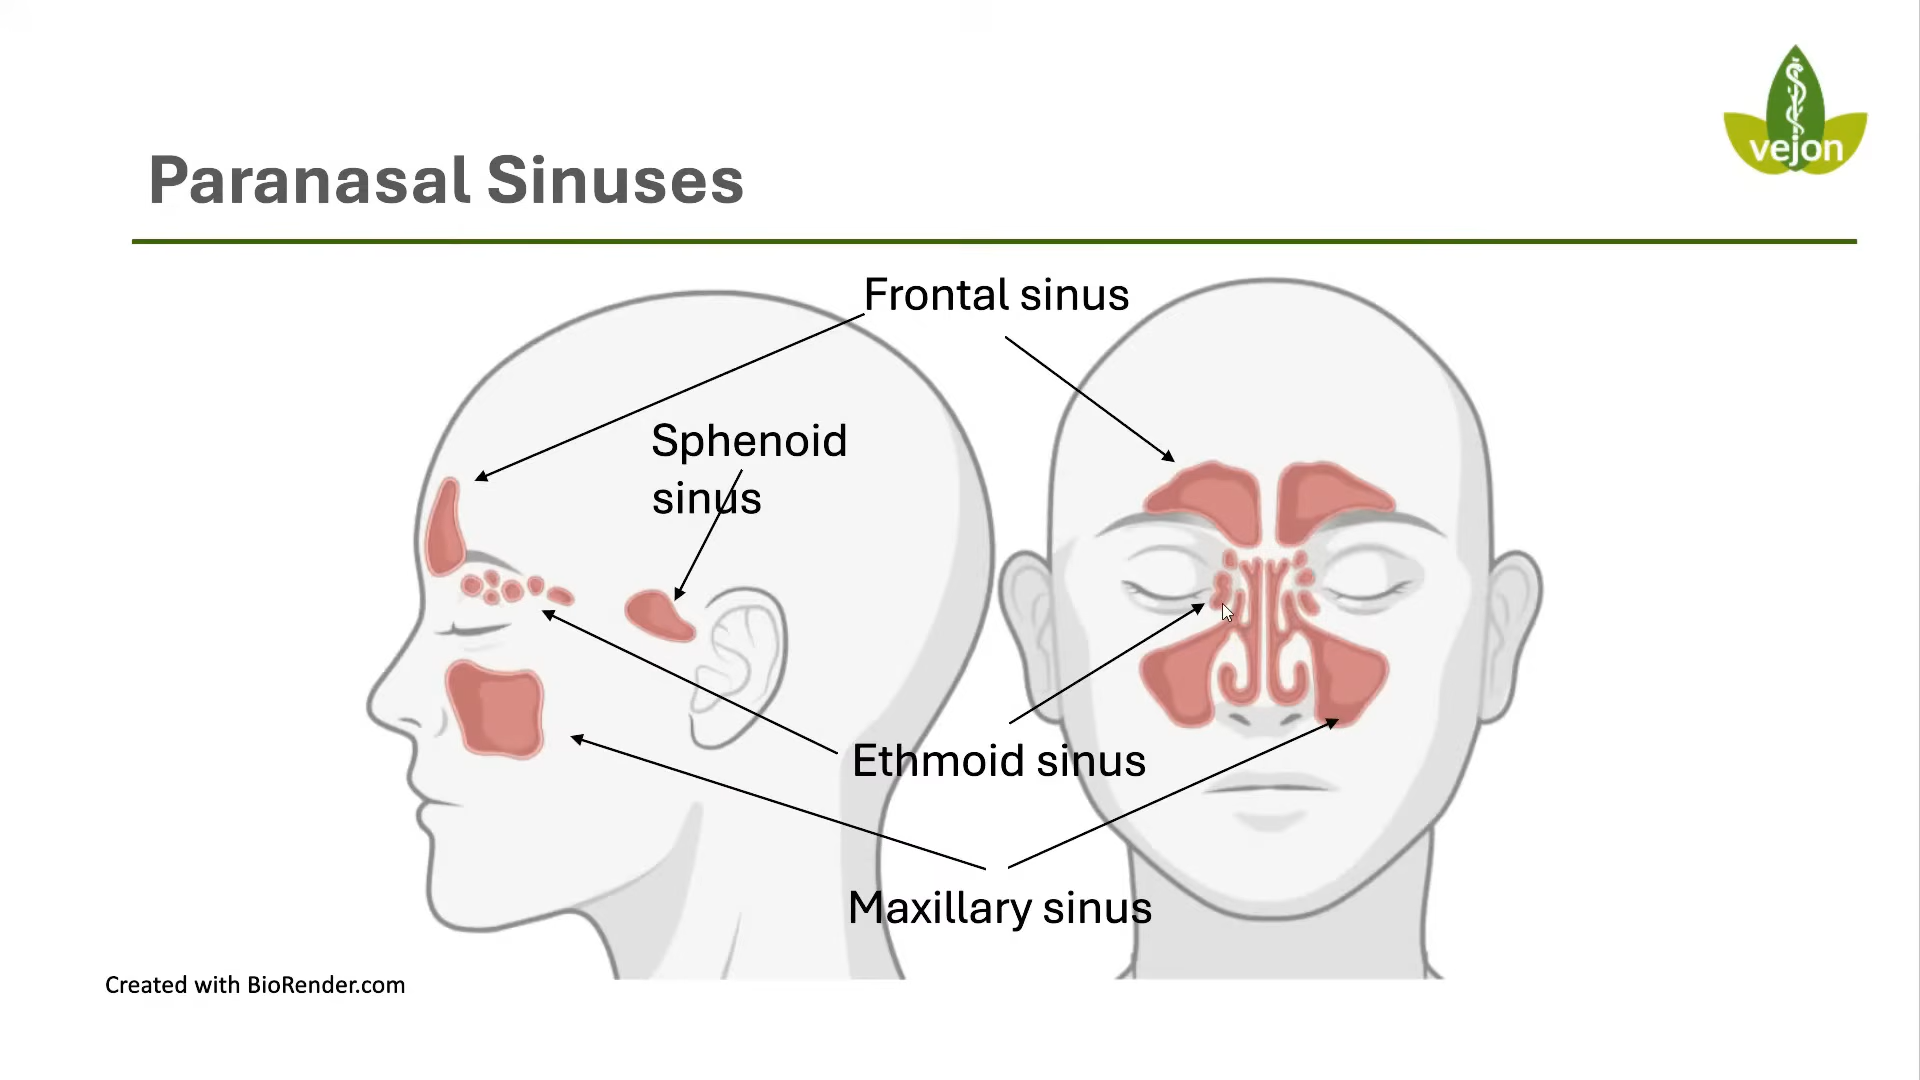 vejon
Paranasal Sinuses
Frontal sinus
Sphenoid
sinus
Ethmoid sinus
Maxillary sinus
Created with BioRender.com